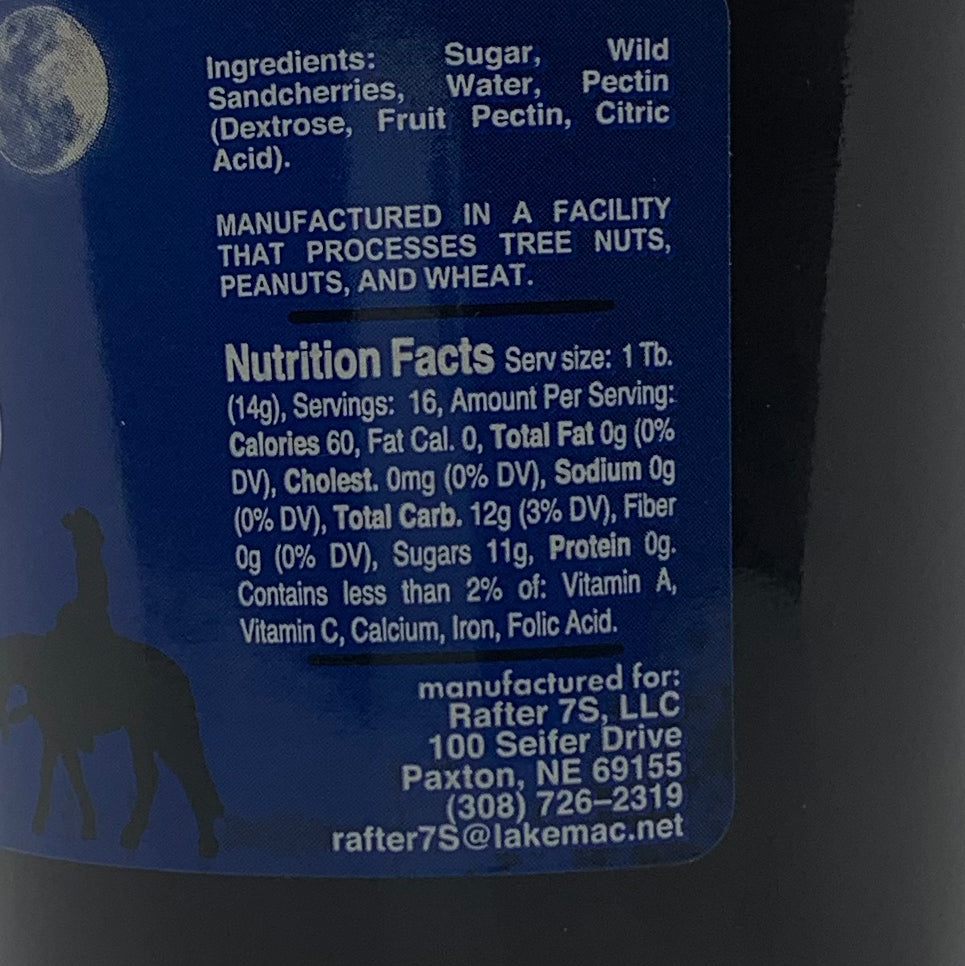 Ingredients: Sugar, Wild
Sandcherries, Water, Pectin
(Dextrose, Fruit Pectin, Citric
Acid).
MANUFACTURED IN A FACILITY
THAT PROCESSES TREE NUTS,
PEANUTS, AND WHEAT.
Nutrition Facts Serv size: 1 Tb.
(14g), Servings: 16, Amount Per Serving:
Calories 60, Fat Cal. 0, Total Fat 0g (0%
DV), Cholest. 0mg (0% DV), Sodium 0g
(0% DV), Total Carb. 12g (3% DV), Fiber
0g (0% DV), Sugars 11g, Protein 0g.
Contains less than 2% of: Vitamin A,
Vitamin C, Calcium, Iron, Folic Acid.
manufactured for:
Rafter 7S, LLC
100 Seifer Drive
Paxton, NE 69155
(308) 726–2319
rafter7S@lakemac.net